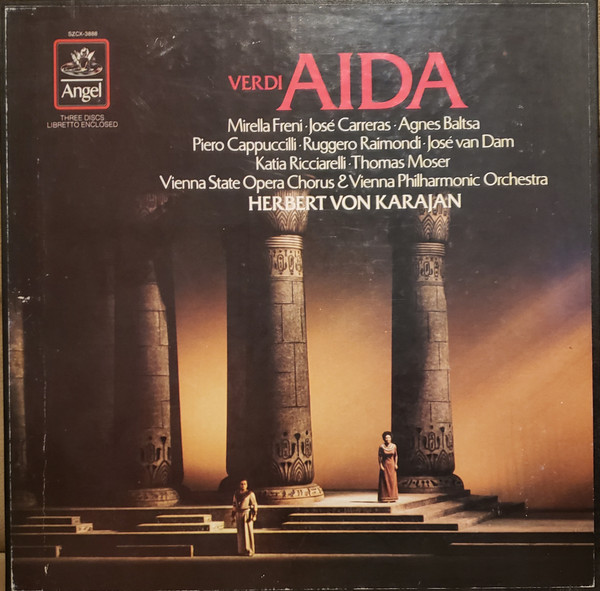 SZCX-3888
Angel
THREE DISCS
LIBRETTO ENCLOSED
VERDI AIDA
Mirella Freni · José Carreras · Agnes Baltsa
Piero Cappuccilli · Ruggero Raimondi · José van Dam
Katia Ricciarelli · Thomas Moser
Vienna State Opera Chorus & Vienna Philharmonic Orchestra
HERBERT VON KARAJAN